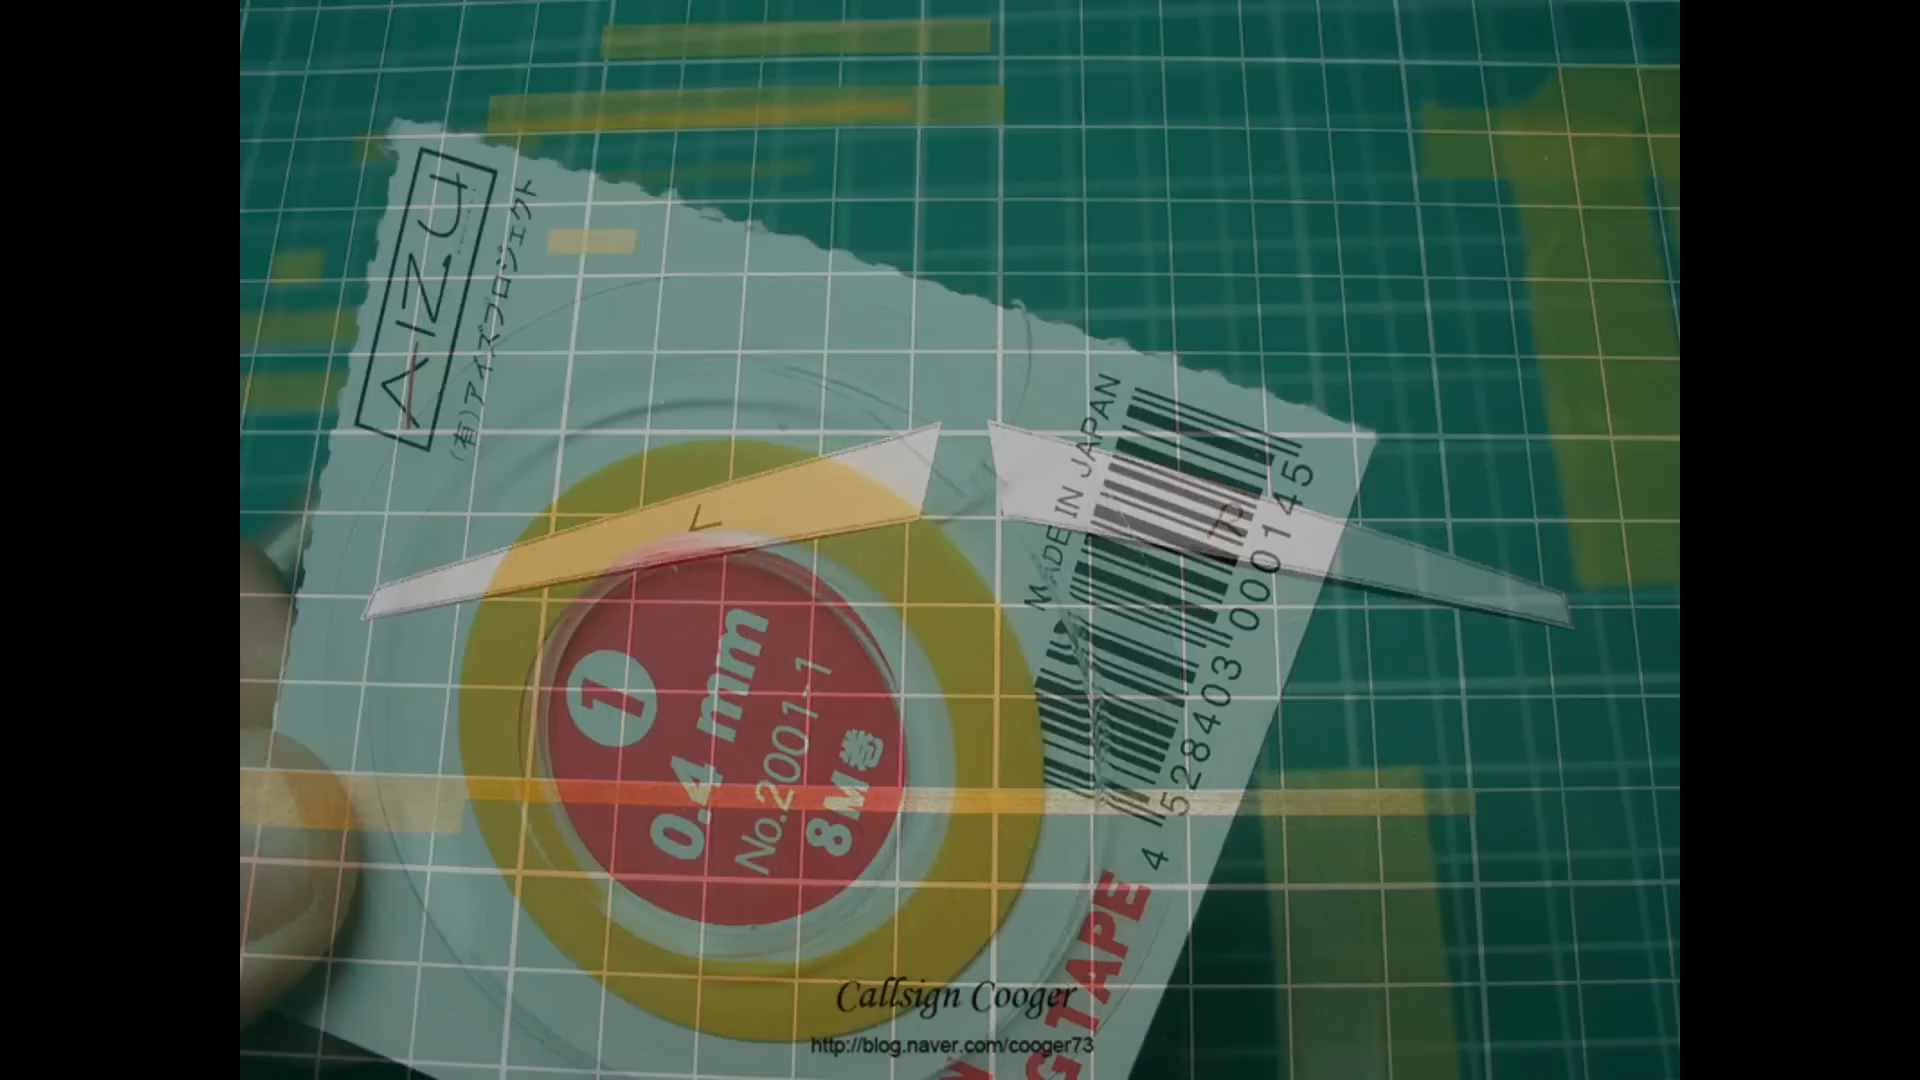 AIZU
(有)アイズプロジェクト
MADE IN JAPAN
4 528403 000145
L
R
1
0.4 mm
No.2001-1
8M巻
GTAPE
Callsign Cooger
http://blog.naver.com/cooger73